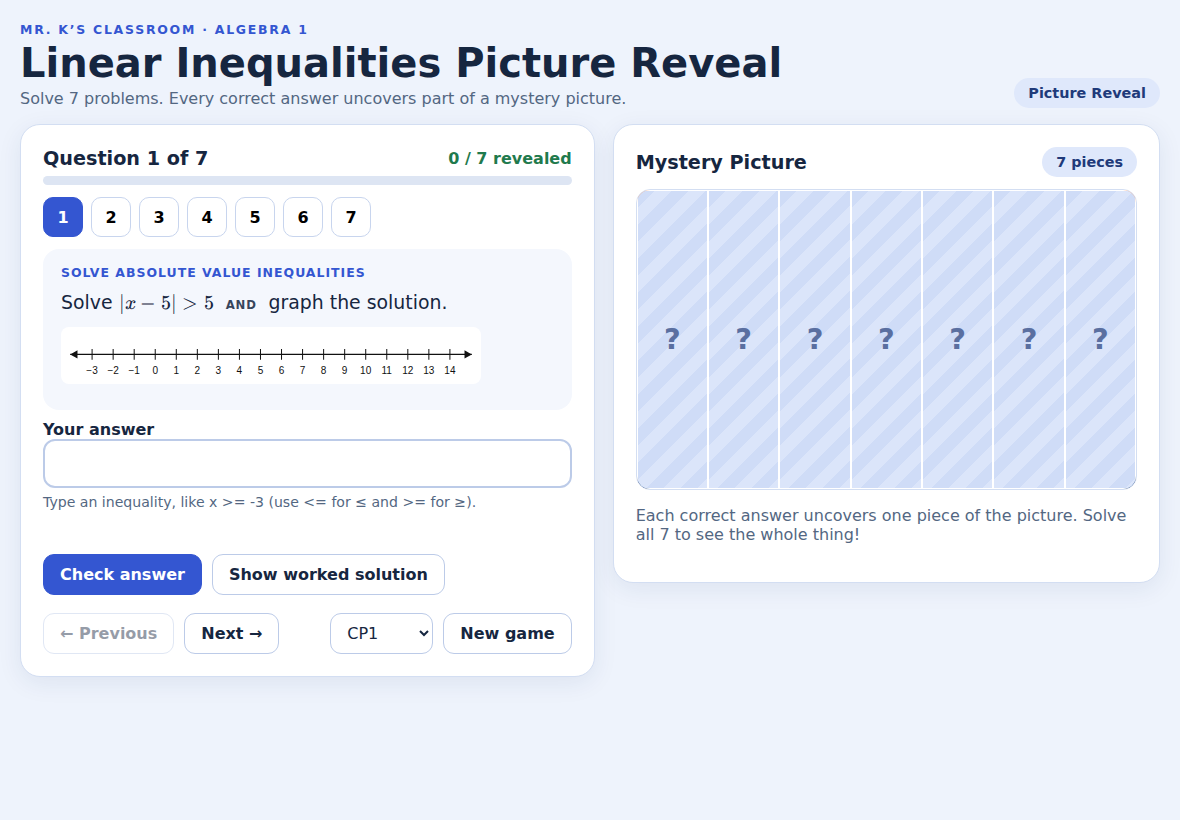 MR. K’S CLASSROOM · ALGEBRA 1
Linear Inequalities Picture Reveal
Solve 7 problems. Every correct answer uncovers part of a mystery picture.
Picture Reveal
Question 1 of 7
0 / 7 revealed
1 2 3 4 5 6 7
SOLVE ABSOLUTE VALUE INEQUALITIES
Solve |x − 5| > 5 AND graph the solution.
−3 −2 −1 0 1 2 3 4 5 6 7 8 9 10 11 12 13 14
Your answer
Type an inequality, like x >= -3 (use <= for ≤ and >= for ≥).
Check answer
Show worked solution
← Previous
Next →
CP1
New game
Mystery Picture
7 pieces
? ? ? ? ? ? ?
Each correct answer uncovers one piece of the picture. Solve
all 7 to see the whole thing!